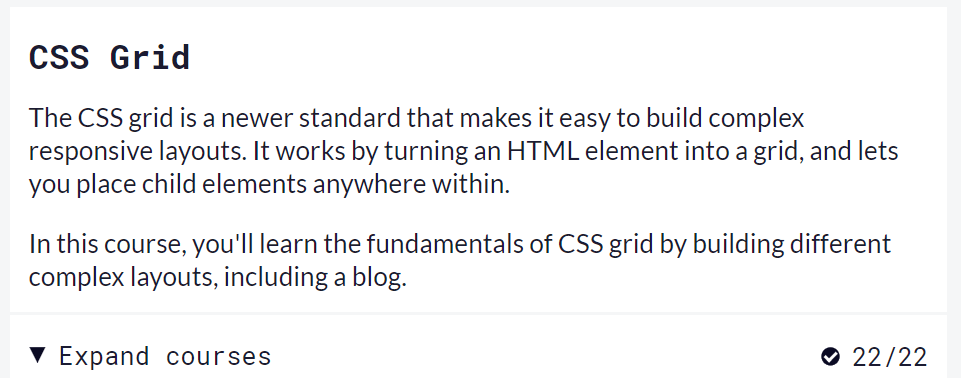 CSS Grid
The CSS grid is a newer standard that makes it easy to build complex
responsive layouts. It works by turning an HTML element into a grid, and lets
you place child elements anywhere within.
In this course, you'll learn the fundamentals of CSS grid by building different
complex layouts, including a blog.
▼ Expand courses 22/22